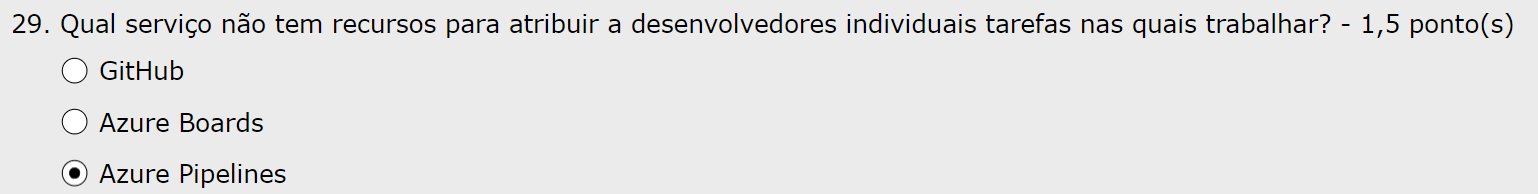 29. Qual serviço não tem recursos para atribuir a desenvolvedores individuais tarefas nas quais trabalhar? - 1,5 ponto(s)
GitHub
Azure Boards
Azure Pipelines